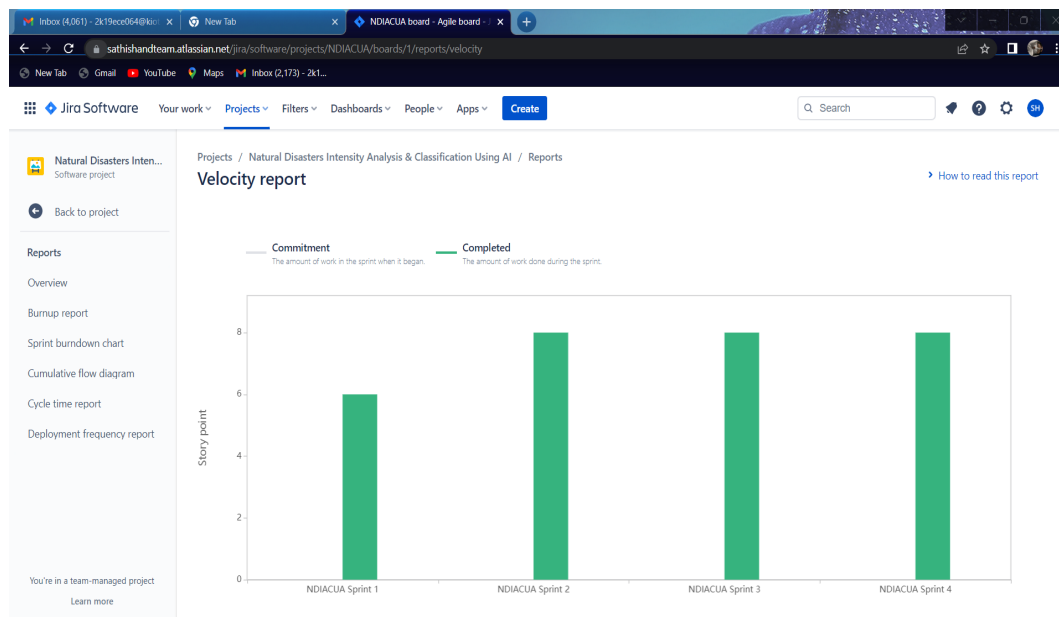 Inbox (4,061) - 2k19ece064@kiot
New Tab
NDIACUA board - Agile board - J
sathishandteam.atlassian.net/jira/software/projects/NDIACUA/boards/1/reports/velocity
New Tab Gmail YouTube Maps Inbox (2,173) - 2k1...
Jira Software Your work Projects Filters Dashboards People Apps Create Search SH
Natural Disasters Inten...
Software project
Back to project
Reports
Overview
Burnup report
Sprint burndown chart
Cumulative flow diagram
Cycle time report
Deployment frequency report
You're in a team-managed project
Learn more
Projects / Natural Disasters Intensity Analysis & Classification Using AI / Reports
Velocity report
How to read this report
Commitment
The amount of work in the sprint when it began.
Completed
The amount of work done during the sprint.
Story point
8
6
4
2
0
NDIACUA Sprint 1 NDIACUA Sprint 2 NDIACUA Sprint 3 NDIACUA Sprint 4